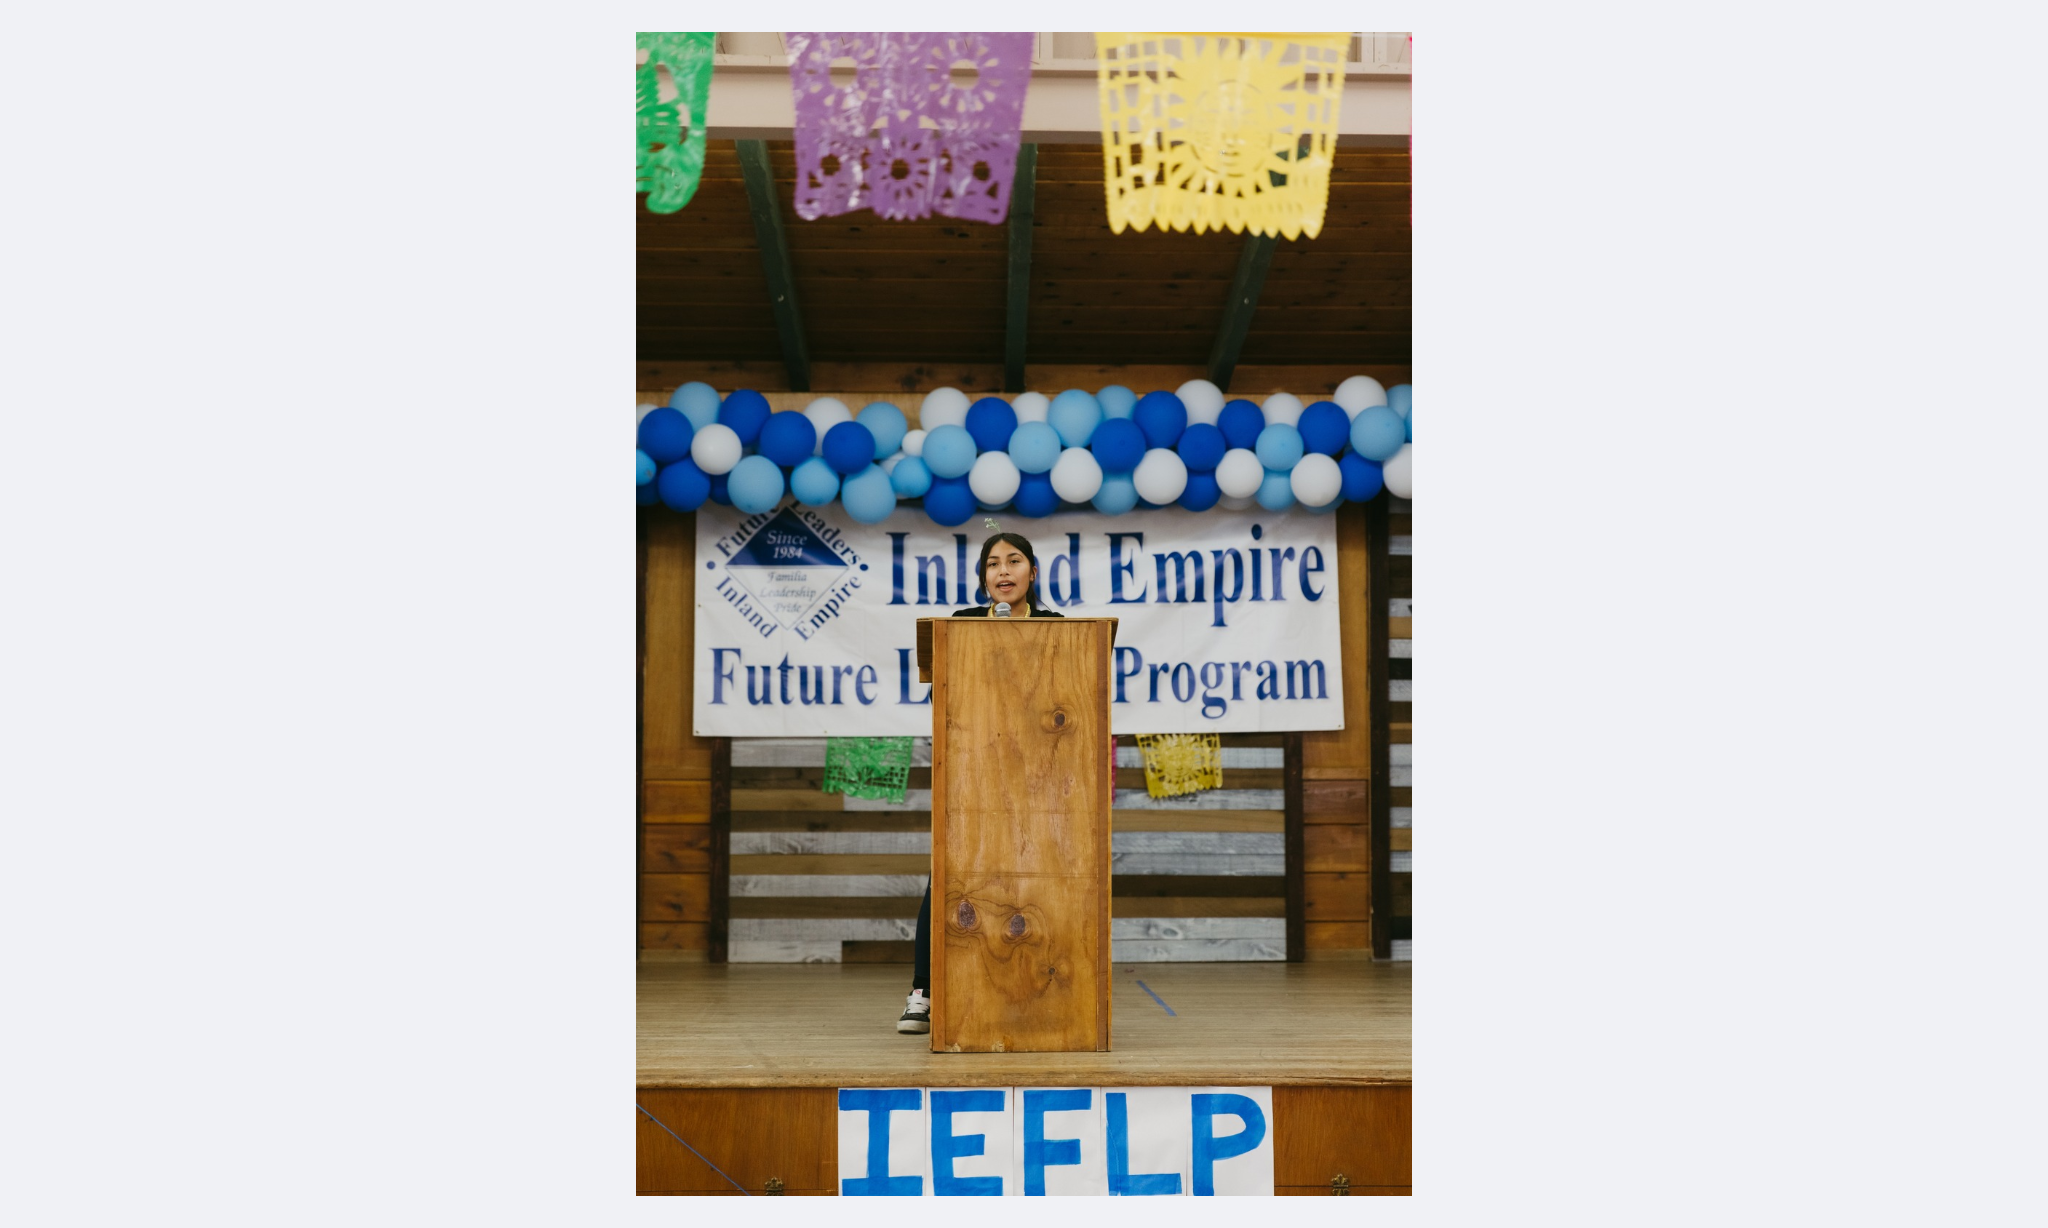 Future Leaders
Since
1984
Familia
Leadership
Pride
Inland Empire
Inland Empire
Future L Program
IEFLP